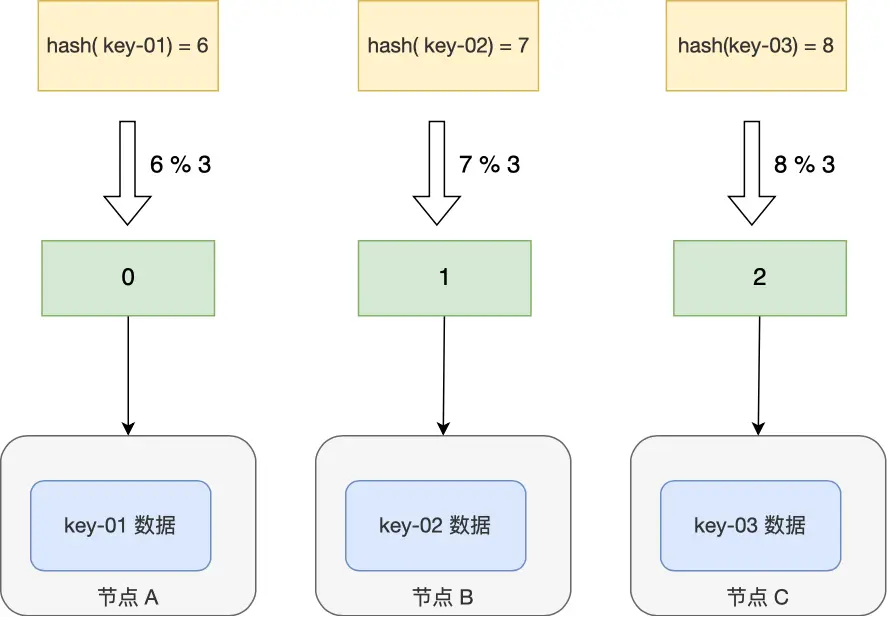 hash( key-01) = 6
hash( key-02) = 7
hash(key-03) = 8
6 % 3
7 % 3
8 % 3
0
1
2
key-01 数据
key-02 数据
key-03 数据
节点 A
节点 B
节点 C